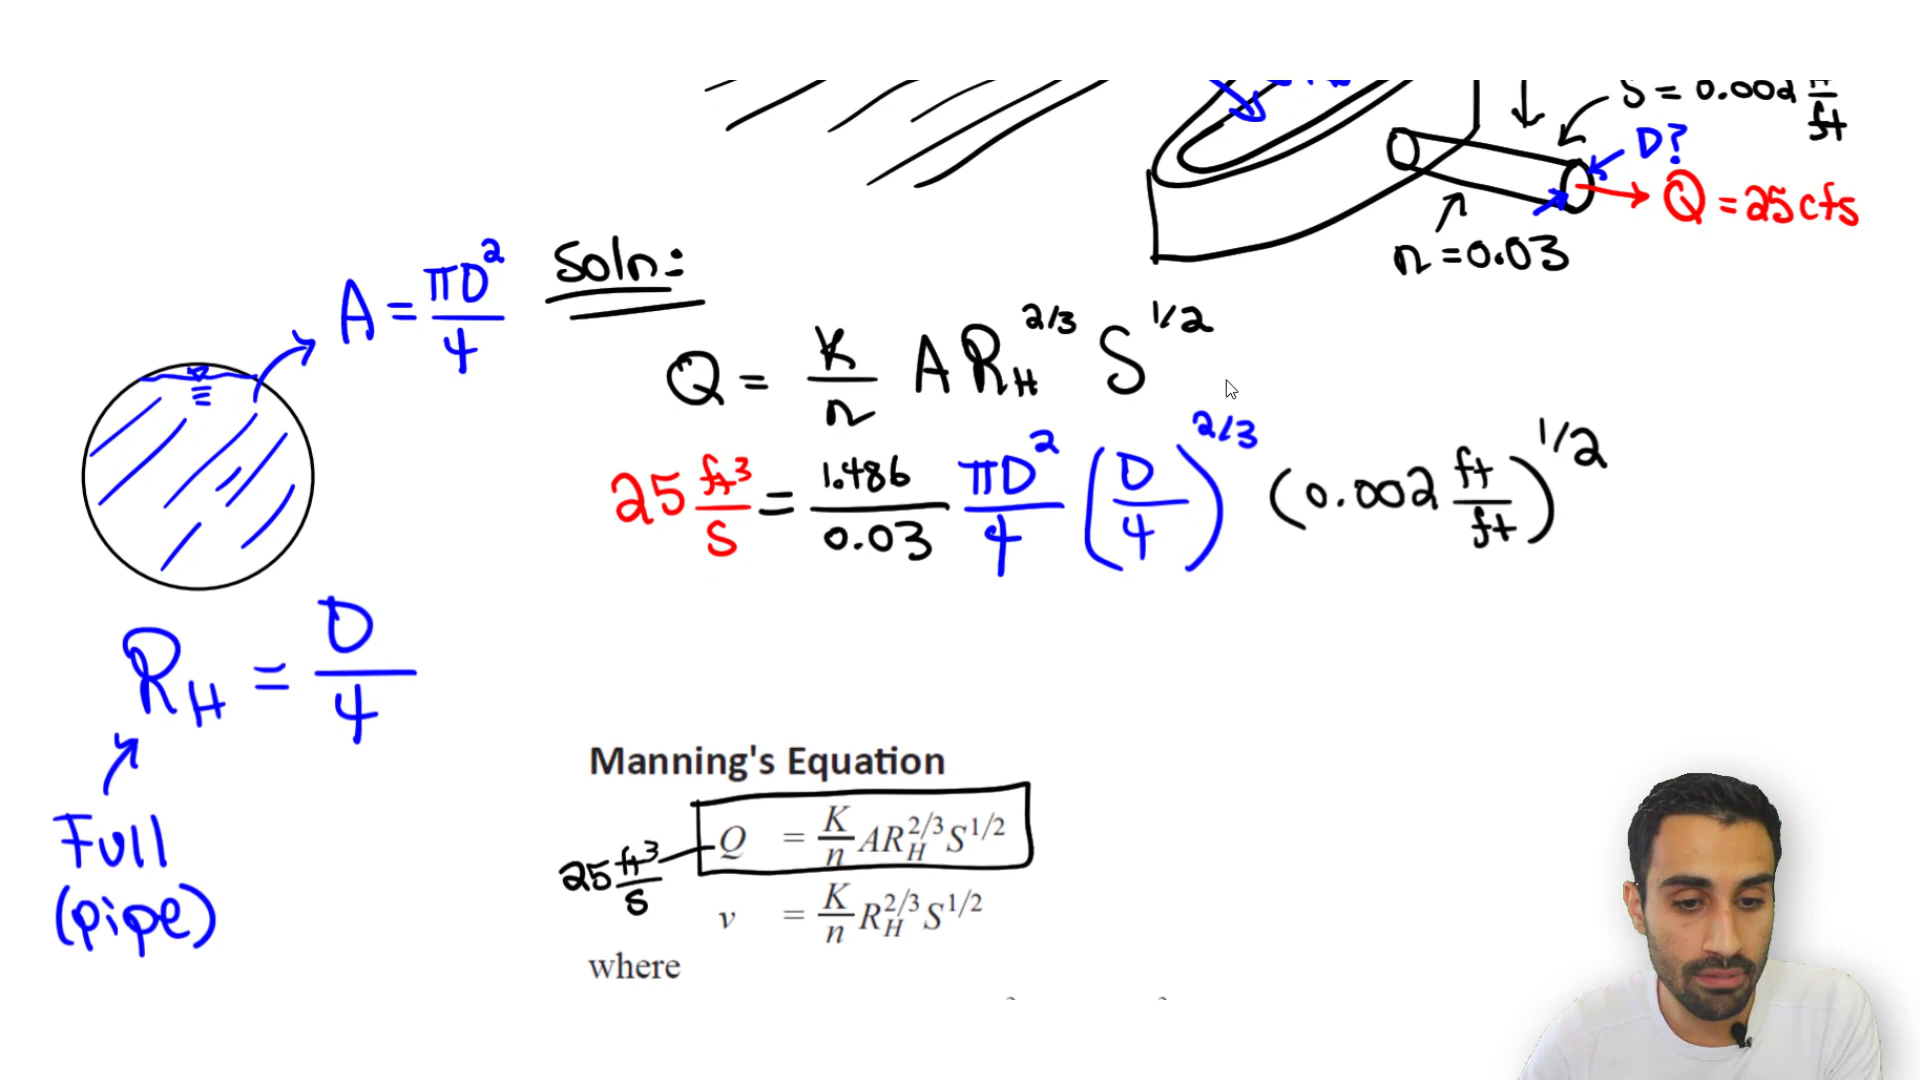 S = 0.002 ft/ft
D?
Q = 25 cfs
n = 0.03
A = πD²/4
Soln:
Q = K/n A R_H^2/3 S^1/2
25 ft³/s = 1.486/0.03 πD²/4 (D/4)^2/3 (0.002 ft/ft)^1/2
R_H = D/4
Full
(pipe)
Manning's Equation
Q = K/n AR_H^2/3 S^1/2
25 ft³/s
v = K/n R_H^2/3 S^1/2
where